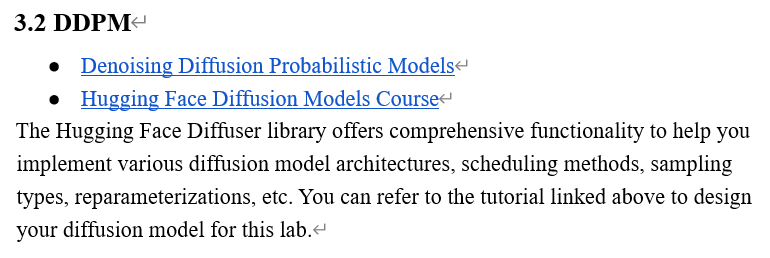 3.2 DDPM↵
● Denoising Diffusion Probabilistic Models↵
● Hugging Face Diffusion Models Course↵
The Hugging Face Diffuser library offers comprehensive functionality to help you
implement various diffusion model architectures, scheduling methods, sampling
types, reparameterizations, etc. You can refer to the tutorial linked above to design
your diffusion model for this lab.↵